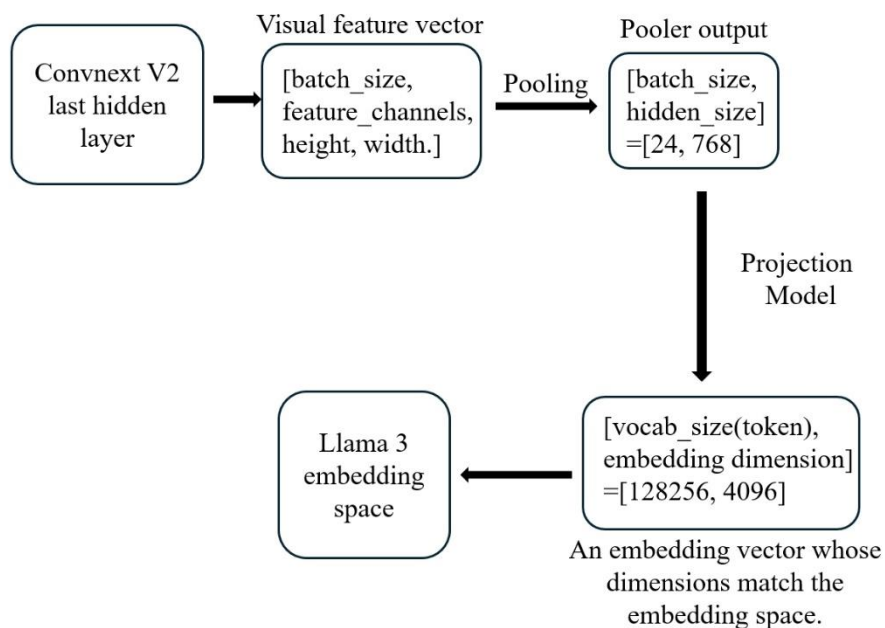 Convnext V2
last hidden
layer
Visual feature vector
[batch_size,
feature_channels,
height, width.]
Pooling
Pooler output
[batch_size,
hidden_size]
=[24, 768]
Projection
Model
[vocab_size(token),
embedding dimension]
=[128256, 4096]
An embedding vector whose
dimensions match the
embedding space.
Llama 3
embedding
space